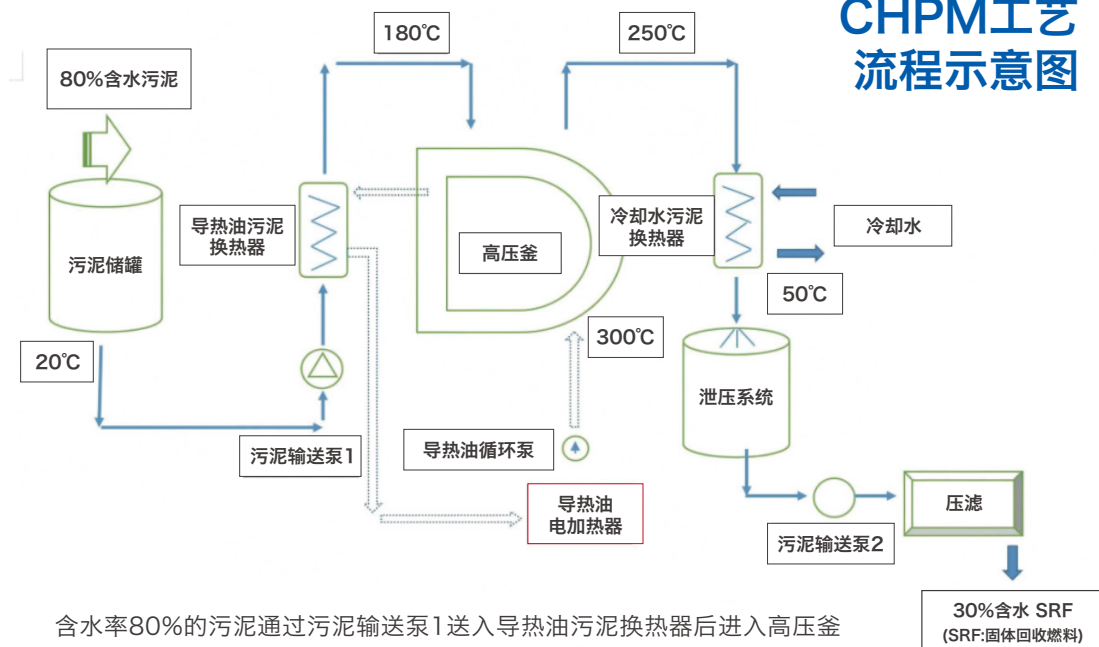 CHPM工艺
流程示意图
180℃
250℃
80%含水污泥
导热油污泥
换热器
冷却水污泥
换热器
冷却水
污泥储罐
高压釜
50℃
20℃
300℃
泄压系统
污泥输送泵1
导热油循环泵
导热油
电加热器
压滤
污泥输送泵2
30%含水 SRF
(SRF:固体回收燃料)
含水率80%的污泥通过污泥输送泵1送入导热油污泥换热器后进入高压釜